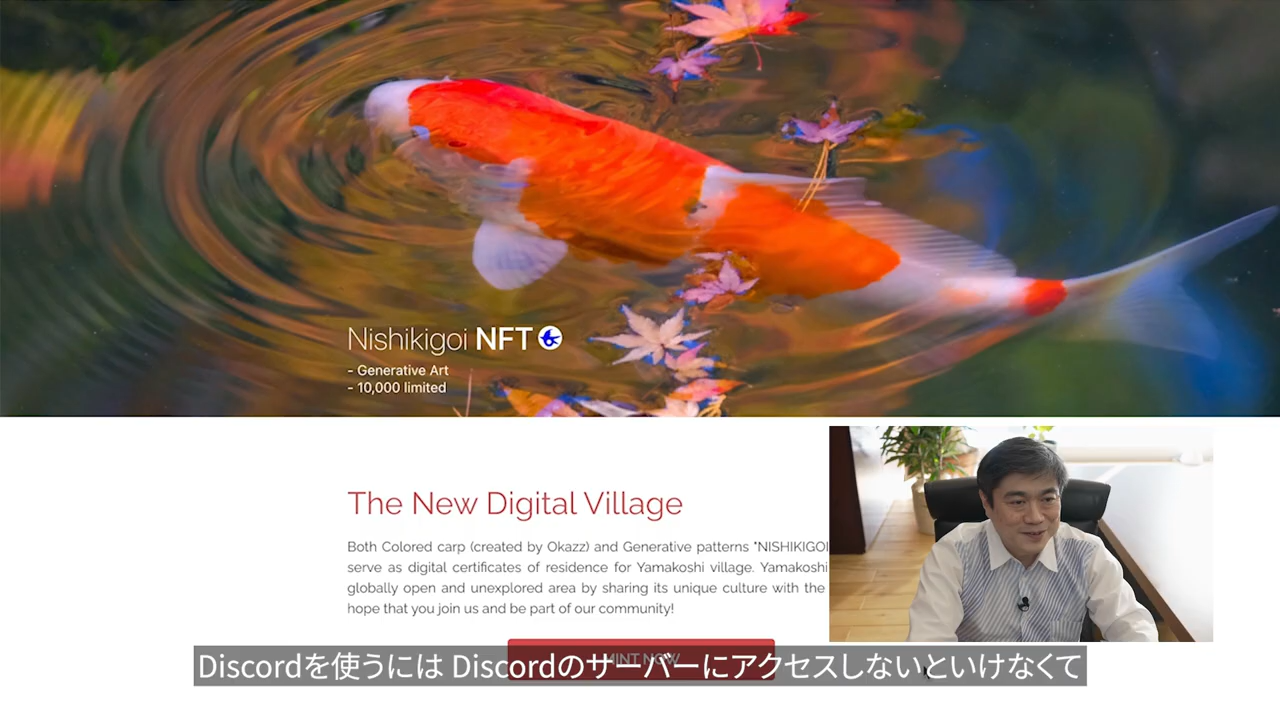 Nishikigoi NFT
- Generative Art
- 10,000 limited
The New Digital Village
Both Colored carp (created by Okazz) and Generative patterns "NISHIKIGOI
serve as digital certificates of residence for Yamakoshi village. Yamakoshi
globally open and unexplored area by sharing its unique culture with the
hope that you join us and be part of our community!
MINT NOW
Discordを使うには Discordのサーバーにアクセスしないといけなくて